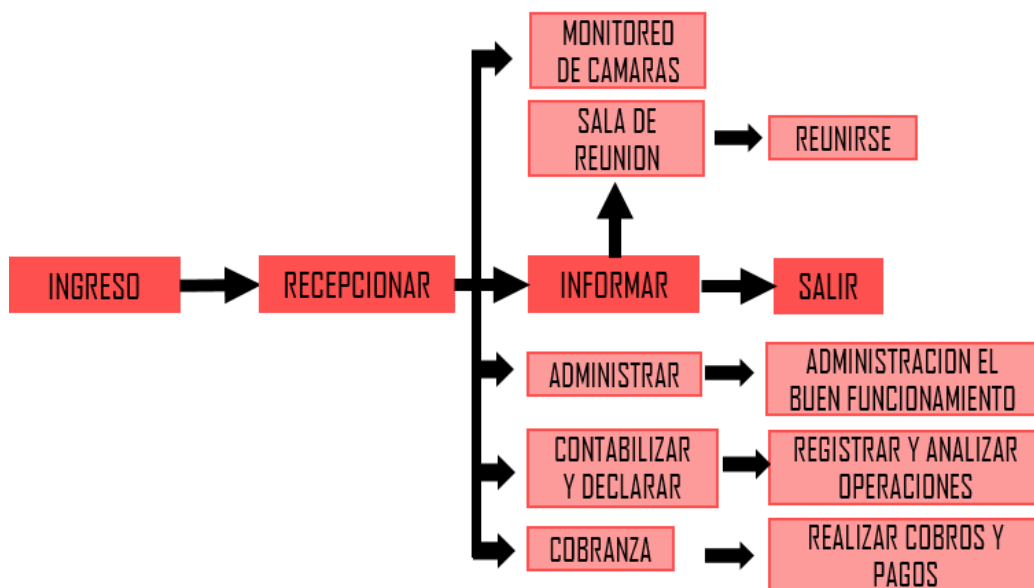 MONITOREO
DE CAMARAS
SALA DE
REUNION
REUNIRSE
INGRESO
RECEPCIONAR
INFORMAR
SALIR
ADMINISTRAR
ADMINISTRACION EL
BUEN FUNCIONAMIENTO
CONTABILIZAR
Y DECLARAR
REGISTRAR Y ANALIZAR
OPERACIONES
COBRANZA
REALIZAR COBROS Y
PAGOS